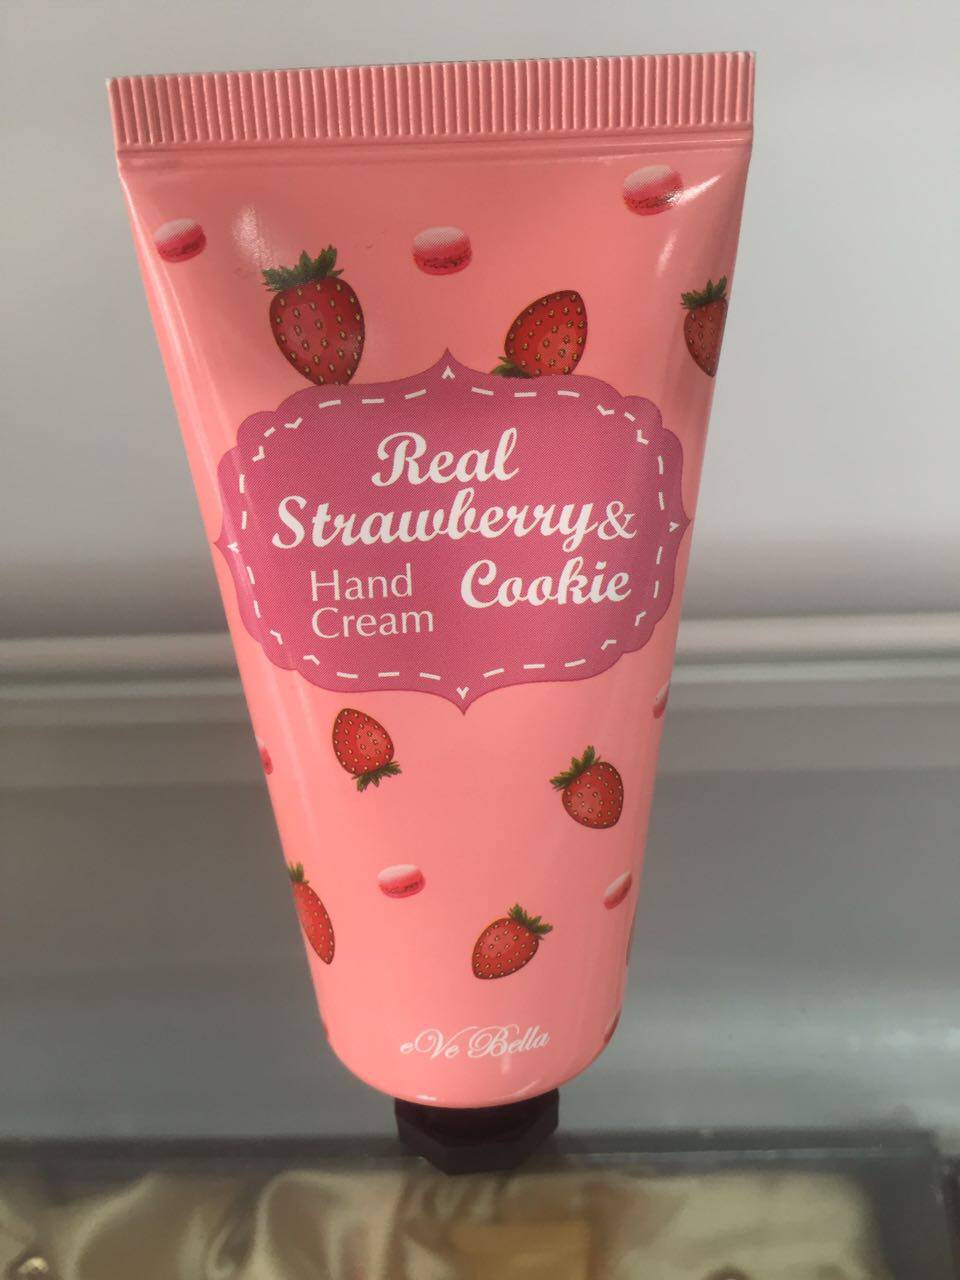 Real
Strawberry &
Hand Cream
Cookie
eVe Bella